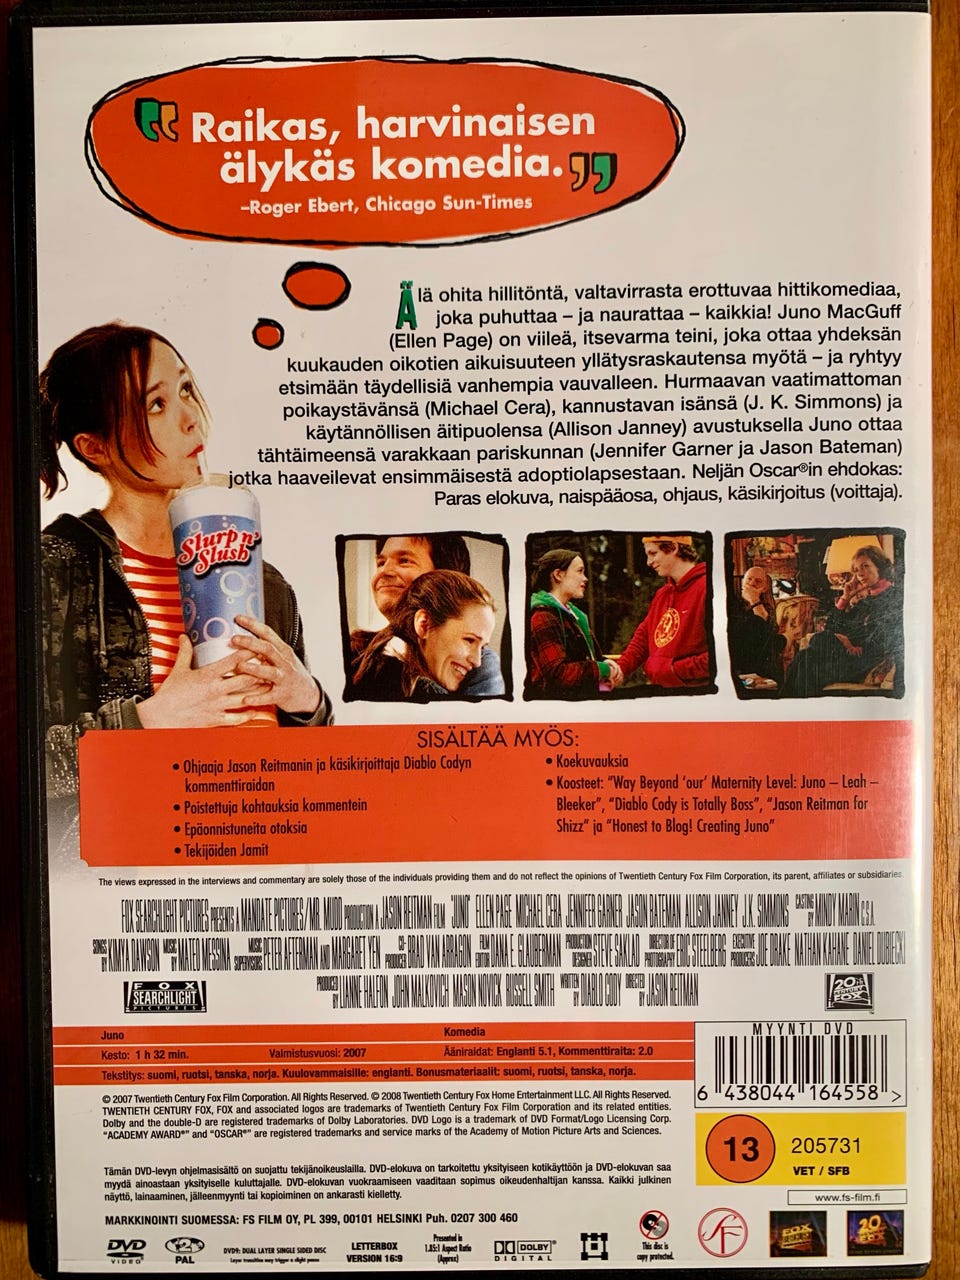 "Raikas, harvinaisen
älykäs komedia."
–Roger Ebert, Chicago Sun-Times
Älä ohita hillitöntä, valtavirrasta erottuvaa hittikomediaa,
joka puhuttaa – ja naurattaa – kaikkia! Juno MacGuff
(Ellen Page) on viileä, itsevarma teini, joka ottaa yhdeksän
kuukauden oikotien aikuisuuteen yllätysraskautensa myötä – ja ryhtyy
etsimään täydellisiä vanhempia vauvalleen. Hurmaavan vaatimattoman
poikaystävänsä (Michael Cera), kannustavan isänsä (J. K. Simmons) ja
käytännöllisen äitipuolensa (Allison Janney) avustuksella Juno ottaa
tähtäimeensä varakkaan pariskunnan (Jennifer Garner ja Jason Bateman)
jotka haaveilevat ensimmäisestä adoptiolapsestaan. Neljän Oscar®in ehdokas:
Paras elokuva, naispääosa, ohjaus, käsikirjoitus (voittaja).
Slurp n'
Slush
SISÄLTÄÄ MYÖS:
• Ohjaaja Jason Reitmanin ja käsikirjoittaja Diablo Codyn
kommenttiraidan
• Poistettuja kohtauksia kommentein
• Epäonnistuneita otoksia
• Tekijöiden Jamit
• Koekuvauksia
• Koosteet: "Way Beyond 'our' Maternity Level: Juno – Leah –
Bleeker", "Diablo Cody is Totally Boss", "Jason Reitman for
Shizz" ja "Honest to Blog! Creating Juno"
The views expressed in the interviews and commentary are solely those of the individuals providing them and do not reflect the opinions of Twentieth Century Fox Film Corporation, its parent, affiliates or subsidiaries.
FOX SEARCHLIGHT PICTURES PRESENTS A MANDATE PICTURES/MR. MUDD PRODUCTION A JASON REITMAN FILM "JUNO" ELLEN PAGE MICHAEL CERA JENNIFER GARNER JASON BATEMAN ALLISON JANNEY J.K. SIMMONS CASTING BY MINDY MARIN C.S.A.
SONGS BY KIMYA DAWSON MUSIC BY MATEO MESSINA MUSIC SUPERVISORS PETER AFTERMAN AND MARGARET YEN CO-PRODUCER BRAD VAN ARRAGON FILM EDITOR DANA E. GLAUBERMAN PRODUCTION DESIGNER STEVE SAKLAD DIRECTOR OF PHOTOGRAPHY ERIC STEELBERG EXECUTIVE PRODUCERS JOE DRAKE NATHAN KAHANE DANIEL DUBIECKI
PRODUCED BY LIANNE HALFON JOHN MALKOVICH MASON NOVICK RUSSELL SMITH WRITTEN BY DIABLO CODY DIRECTED BY JASON REITMAN
FOX
SEARCHLIGHT
PICTURES
20TH
CENTURY
FOX
Juno Komedia
Kesto: 1 h 32 min. Valmistusvuosi: 2007 Ääniraidat: Englanti 5.1, Kommenttiraita: 2.0
Tekstitys: suomi, ruotsi, tanska, norja. Kuulovammaisille: englanti. Bonusmateriaalit: suomi, ruotsi, tanska, norja.
MYYNTI DVD
6 438044 164558 >
© 2007 Twentieth Century Fox Film Corporation. All Rights Reserved. © 2008 Twentieth Century Fox Home Entertainment LLC. All Rights Reserved.
TWENTIETH CENTURY FOX, FOX and associated logos are trademarks of Twentieth Century Fox Film Corporation and its related entities.
Dolby and the double-D are registered trademarks of Dolby Laboratories. DVD Logo is a trademark of DVD Format/Logo Licensing Corp.
"ACADEMY AWARD®" and "OSCAR®" are registered trademarks and service marks of the Academy of Motion Picture Arts and Sciences.
13
205731
VET / SFB
www.fs-film.fi
Tämän DVD-levyn ohjelmasisältö on suojattu tekijänoikeuslailla. DVD-elokuva on tarkoitettu yksityiseen kotikäyttöön ja DVD-elokuvan saa
myydä ainoastaan yksityiselle kuluttajalle. DVD-elokuvan vuokraamiseen vaaditaan sopimus oikeudenhaltijan kanssa. Kaikki julkinen
näyttö, lainaaminen, jälleenmyynti tai kopioiminen on ankarasti kielletty.
MARKKINOINTI SUOMESSA: FS FILM OY, PL 399, 00101 HELSINKI Puh. 0207 300 460
DVD
VIDEO
2
PAL
DVD9: DUAL LAYER SINGLE SIDED DISC
Layer transition may trigger a slight pause
LETTERBOX
VERSION 16:9
Presented in
1.85:1 Aspect Ratio
(Approx)
DOLBY
DIGITAL
This disc is
copy protected.
FOX
SEARCHLIGHT
20
FOX